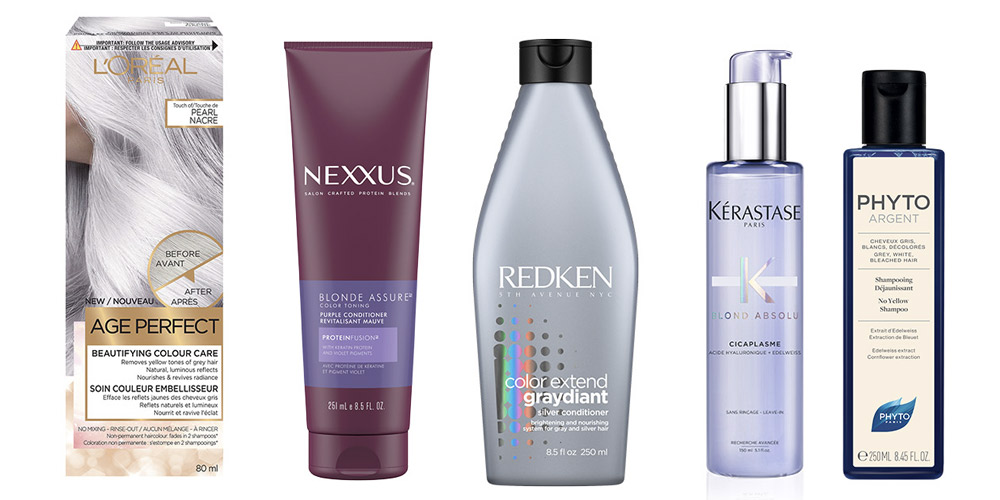 IMPORTANT: FOLLOW THE USAGE ADVISORY
IMPORTANT : RESPECTER LES CONSIGNES D'UTILISATION
L'ORÉAL
PARIS
Touch of/Touche de
PEARL
NACRE
BEFORE
AVANT
AFTER
APRÈS
NEW / NOUVEAU
AGE PERFECT
BEAUTIFYING COLOUR CARE
Removes yellow tones of grey hair
Natural, luminous reflects
Nourishes & revives radiance
SOIN COULEUR EMBELLISSEUR
Efface les reflets jaunes des cheveux gris
Reflets naturels et lumineux
Nourrit et ravive l'éclat
NO MIXING - RINSE-OUT / AUCUN MÉLANGE - À RINCER
Non-permanent haircolour: fades in 2 shampoos*
Coloration non permanente : s'estompe en 2 shampooings*
80 ml
NEXXUS
SALON CRAFTED PROTEIN BLENDS
BLONDE ASSURE
COLOR TONING
PURPLE CONDITIONER
REVITALISANT MAUVE
PROTEINFUSION
WITH KERATIN PROTEIN
AND VIOLET PIGMENTS
AVEC PROTÉINE DE KÉRATINE
ET PIGMENT VIOLET
251 mL e 8.5 FL. OZ.
REDKEN
5TH AVENUE NYC
color extend
graydiant
silver conditioner
brightening and nourishing
system for gray and silver hair
8.5 fl oz 250 ml
KÉRASTASE
PARIS
K
BLOND ABSOLU
CICAPLASME
ACIDE HYALURONIQUE + EDELWEISS
SANS RINÇAGE - LEAVE-IN
RECHERCHE AVANCÉE
150 ml 5.1 fl.oz
PHYTO
ARGENT
CHEVEUX GRIS,
BLANCS, DÉCOLORÉS
GREY, WHITE,
BLEACHED HAIR
Shampooing
Déjaunissant
No Yellow
Shampoo
Extrait d'Edelweiss
Extraction de Bleuet
Edelweiss extract
Cornflower extraction
PHYTO
PARIS
e 250 ML 8.45 FL. OZ.